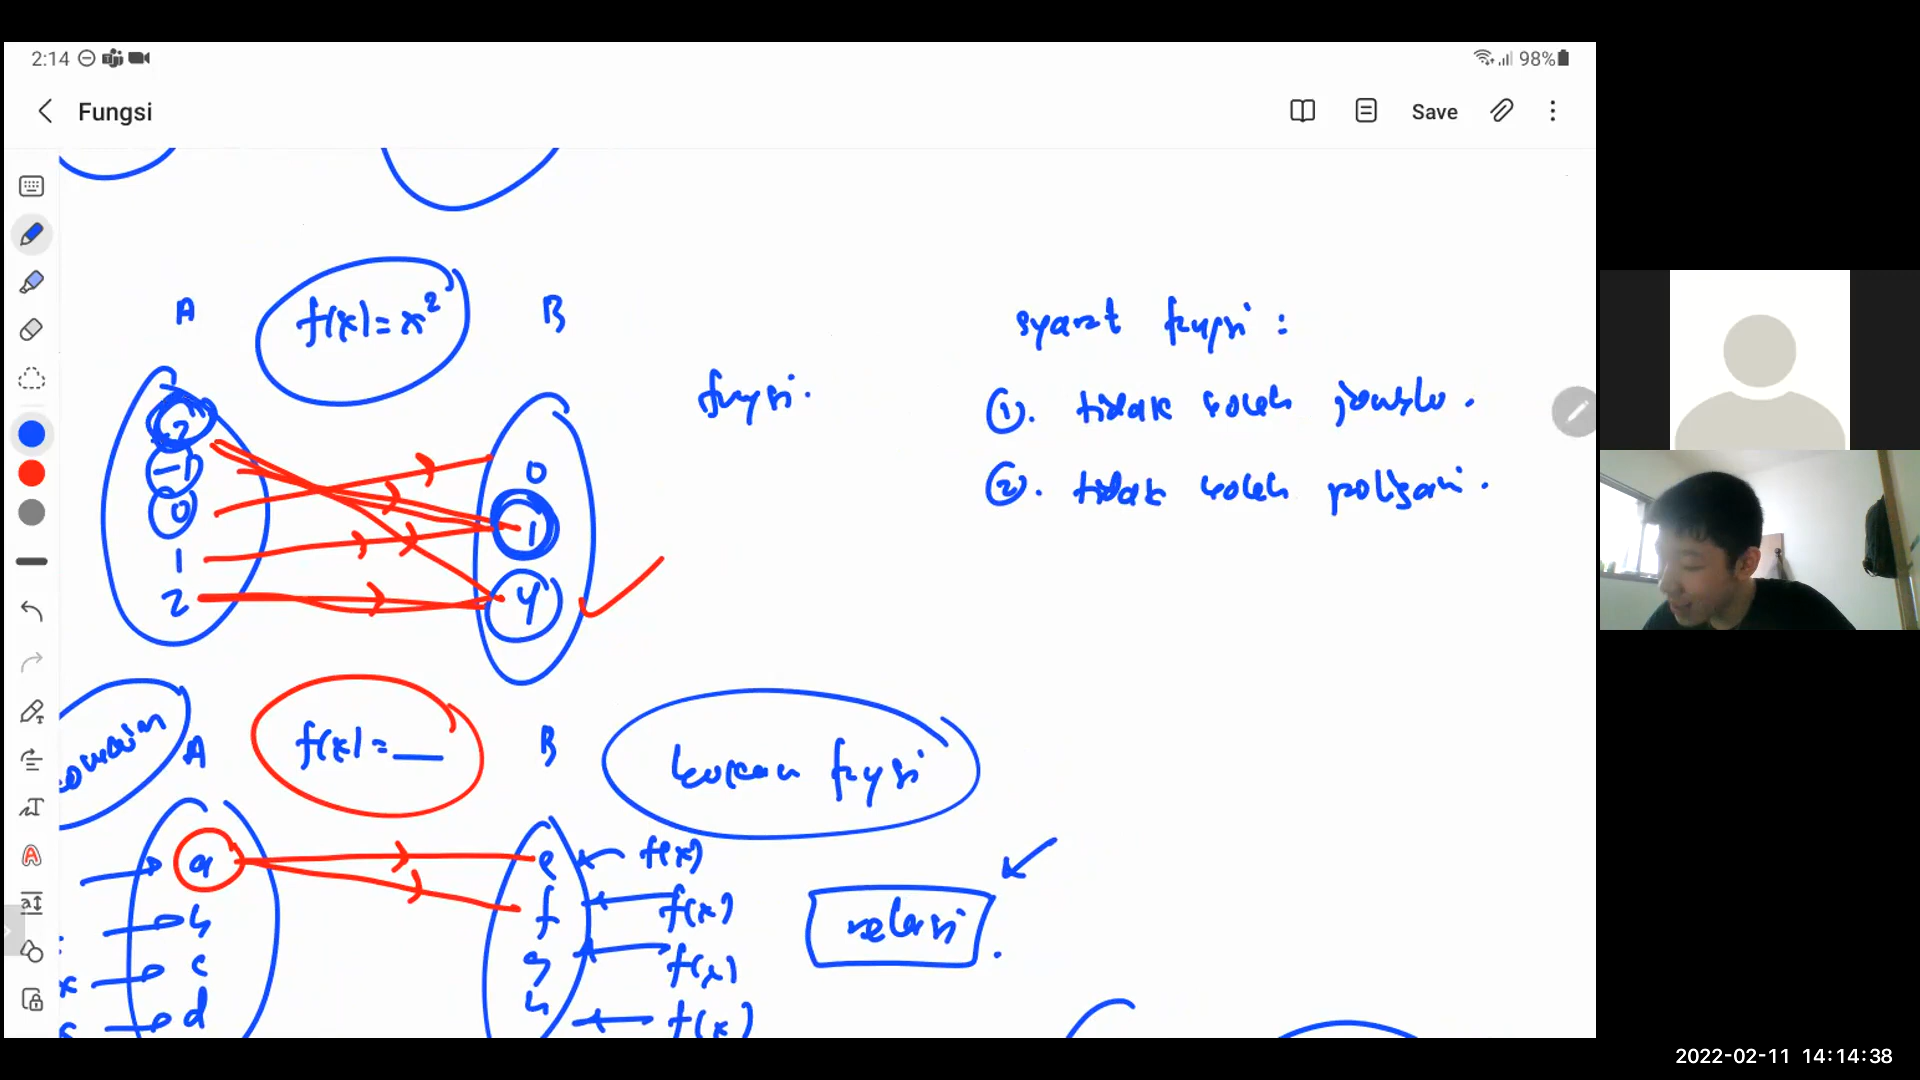 2:14
98%
Fungsi
Save
A
f(x)=x²
B
-2
-1
0
1
2
0
1
4
fungsi.
syarat fungsi :
①. tidak boleh jomblo.
②. tidak boleh poligami.
domain
A
f(x)=__
B
bukan fungsi
a
b
c
d
e
f
g
h
f(x)
f(x)
f(x)
f(x)
relasi
x
2022-02-11 14:14:38